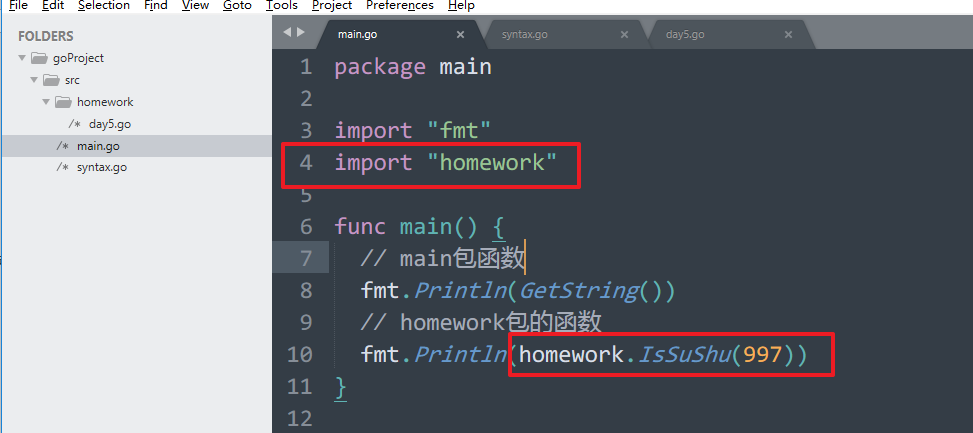 File Edit Selection Find View Goto Tools Project Preferences Help
FOLDERS
goProject
src
homework
/* day5.go
/* main.go
/* syntax.go
main.go × syntax.go × day5.go ×
1 package main
2
3 import "fmt"
4 import "homework"
5
6 func main() {
7 // main包函数
8 fmt.Println(GetString())
9 // homework包的函数
10 fmt.Println(homework.IsSuShu(997))
11 }
12